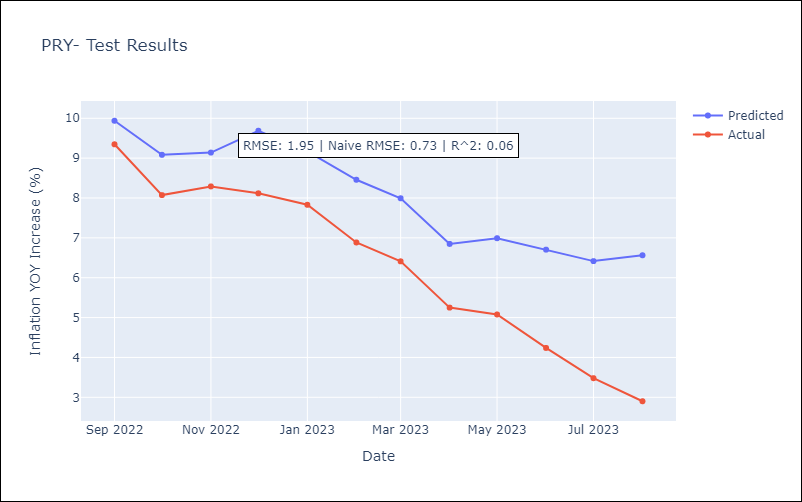 PRY- Test Results
Predicted
Actual
RMSE: 1.95 | Naive RMSE: 0.73 | R^2: 0.06
Inflation YOY Increase (%)
10
9
8
7
6
5
4
3
Sep 2022 Nov 2022 Jan 2023 Mar 2023 May 2023 Jul 2023
Date